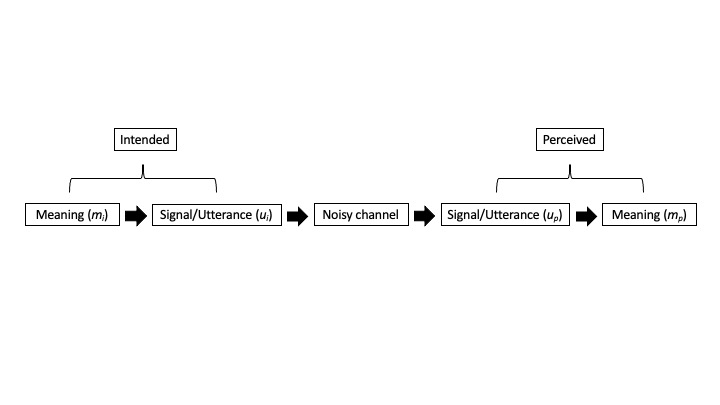 Intended
Perceived
Meaning (mᵢ)
Signal/Utterance (uᵢ)
Noisy channel
Signal/Utterance (uₚ)
Meaning (mₚ)